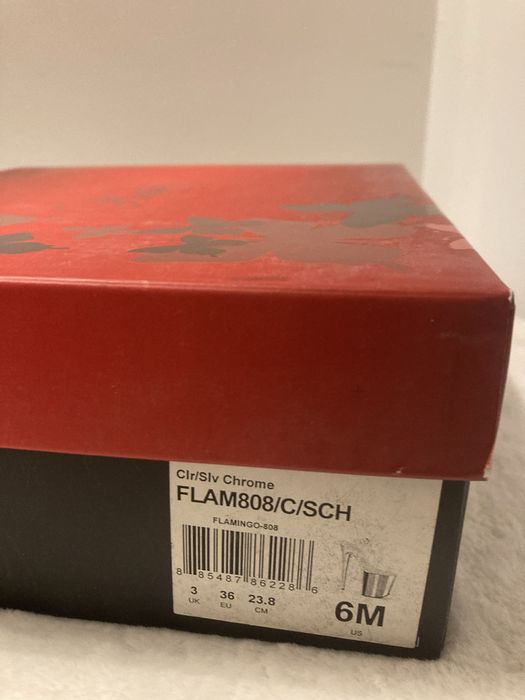 Clr/Slv Chrome
FLAM808/C/SCH
FLAMINGO-808
8 85487 86228 6
3 36 23.8
UK EU CM
6M
US